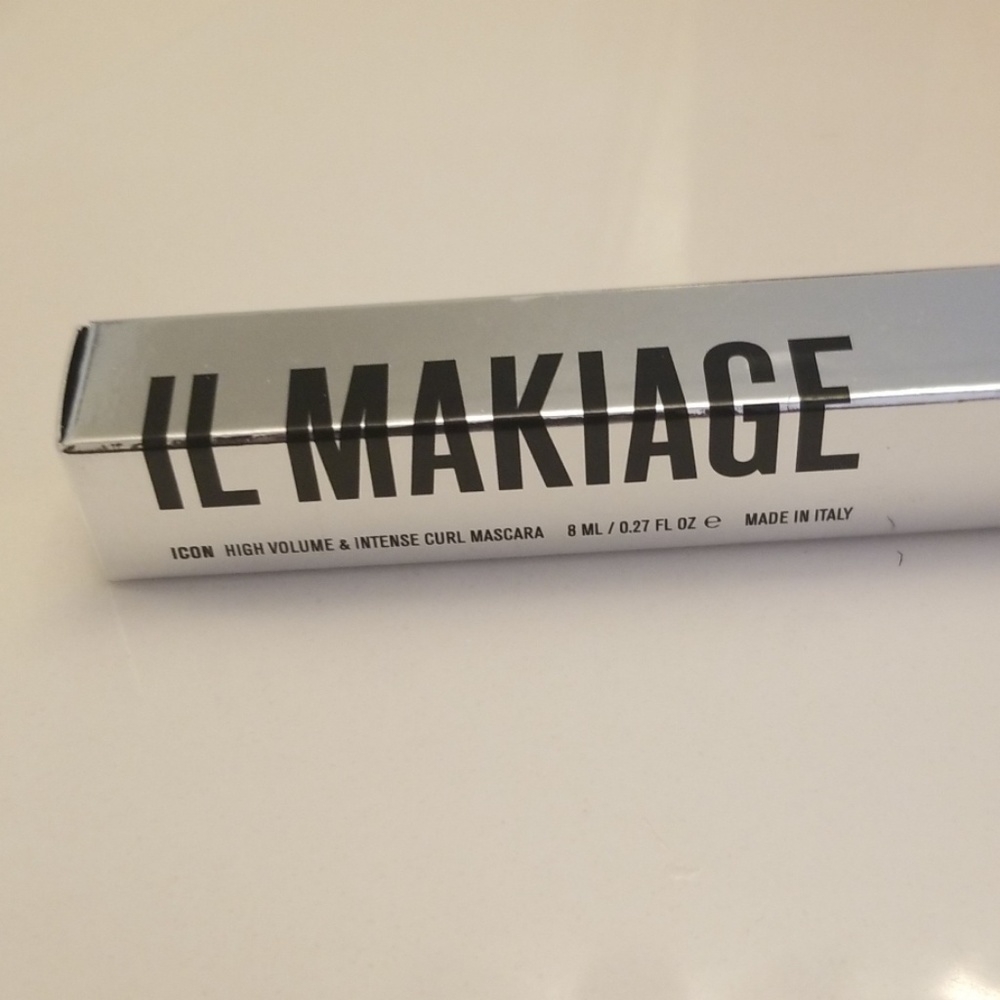 IL MAKIAGE
ICON HIGH VOLUME & INTENSE CURL MASCARA 8 ML / 0.27 FL OZ ℮ MADE IN ITALY